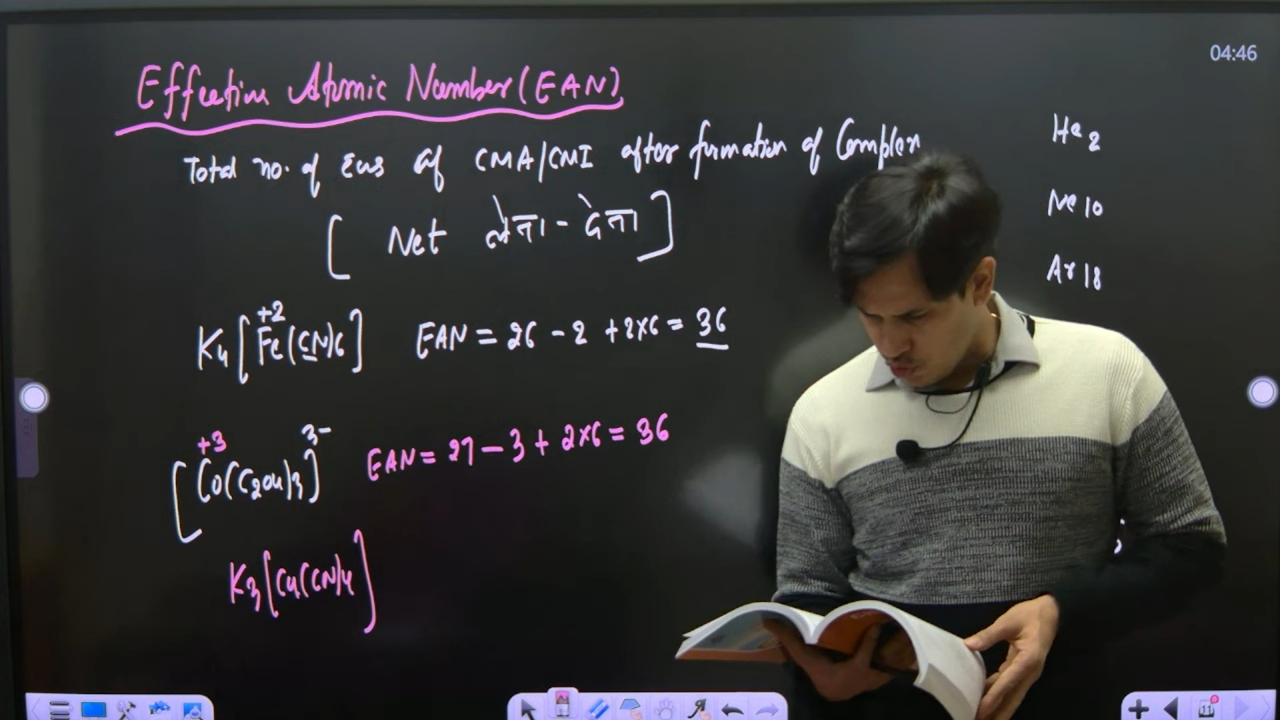 04:46
Effective Atomic Number (EAN)
Total no. of e⊖s of CMA/CMI after formation of Complex
[ Net लेना - देना ]
He 2
Ne 10
Ar 18
K4[Fe(CN)6] +2 EAN = 26 - 2 + 2×6 = 36
[Co(C2O4)3]3- +3 EAN = 27 - 3 + 2×6 = 36
K3[Cu(CN)4]